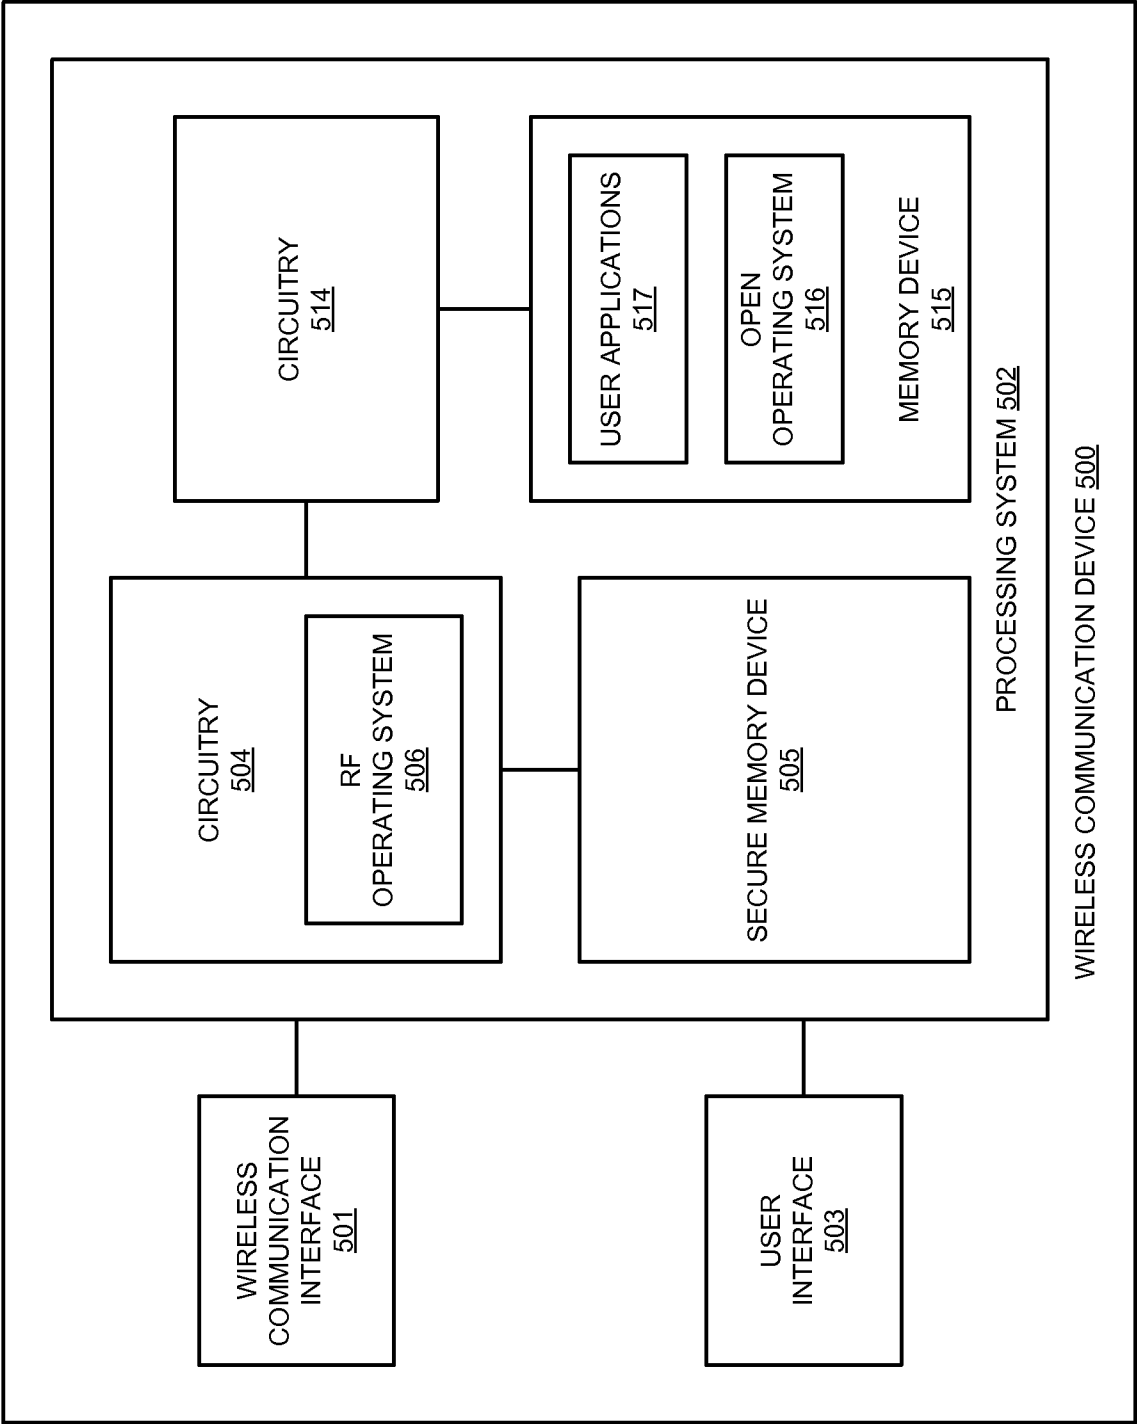 WIRELESS
COMMUNICATION
INTERFACE
501
USER
INTERFACE
503
CIRCUITRY
504
RF
OPERATING SYSTEM
506
SECURE MEMORY DEVICE
505
CIRCUITRY
514
USER APPLICATIONS
517
OPEN
OPERATING SYSTEM
516
MEMORY DEVICE
515
PROCESSING SYSTEM 502
WIRELESS COMMUNICATION DEVICE 500